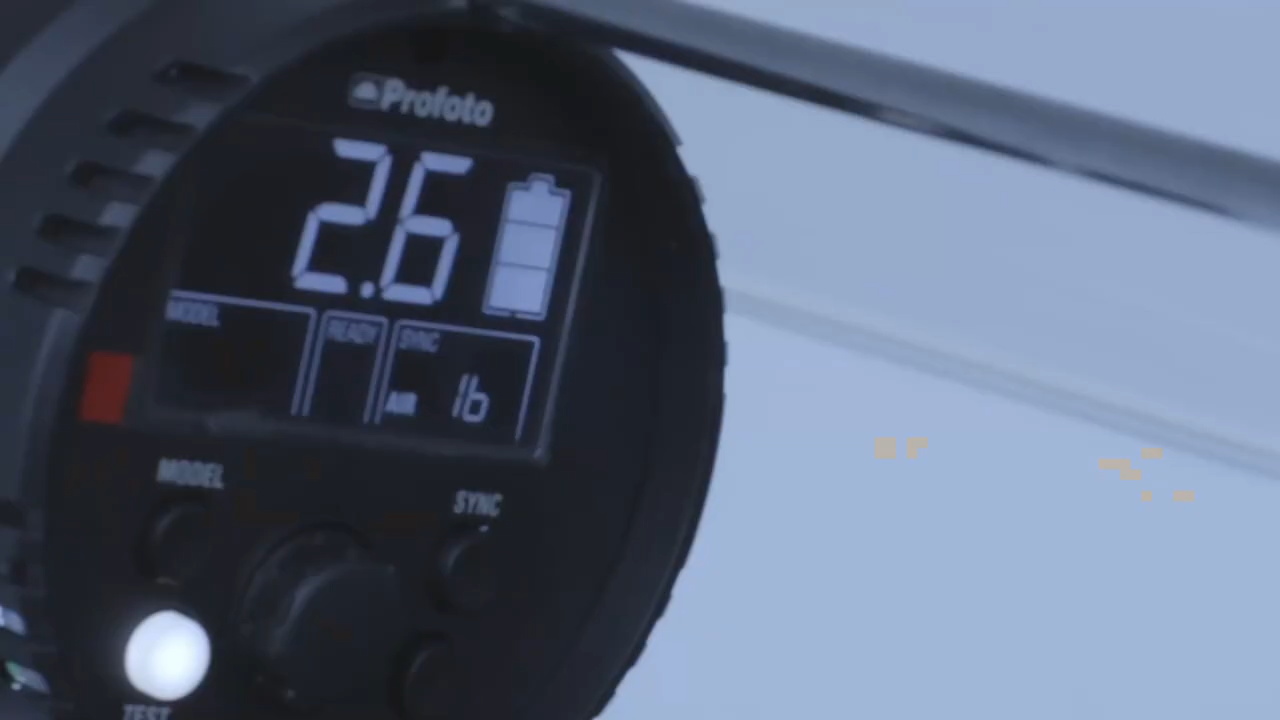 Profoto
2.6
MODEL READY SYNC
AIR 1b
MODEL
SYNC
TEST